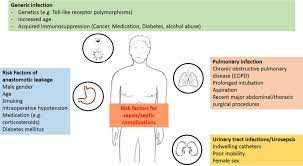 Generic infection
- Genetics (e.g. Toll-like receptor polymorphisms)
- Increased age
- Acquired Immunosuppression (Cancer, Medication, Diabetes, alcohol abuse)
Risk Factors of
anastomotic leakage
Male gender
Age
Smoking
Intraoperative hypotension
Medication (e.g
corticosteroids)
Diabetes mellitus
Risk factors for
sepsis/septic
complications
Pulmonary infection
Chronic obstructive pulmonary
disease (COPD)
Prolonged intubation
Aspiration
Recent major abdominal/thoracic
surgical procedures
Urinary tract infections/Urosepsis
Indwelling catheters
Poor mobility
Female sex